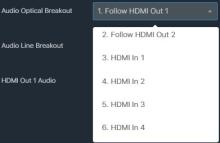 Audio Optical Breakout 1. Follow HDMI Out 1
2. Follow HDMI Out 2
Audio Line Breakout
3. HDMI In 1
HDMI Out 1 Audio 4. HDMI In 2
5. HDMI In 3
6. HDMI In 4